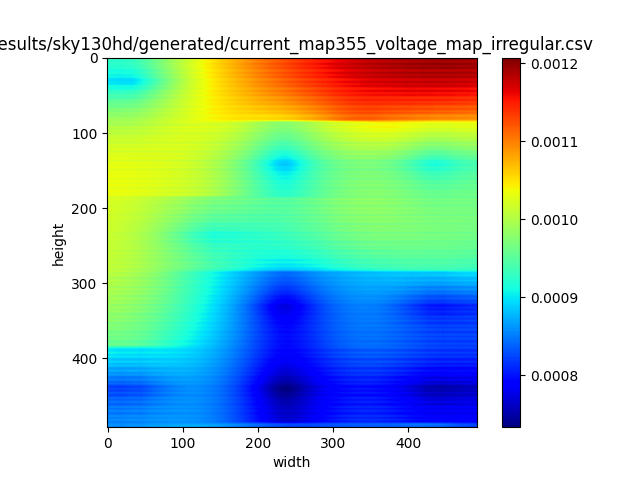 esults/sky130hd/generated/current_map355_voltage_map_irregular.csv
0
100
200
300
400
height
0 100 200 300 400
width
0.0012
0.0011
0.0010
0.0009
0.0008